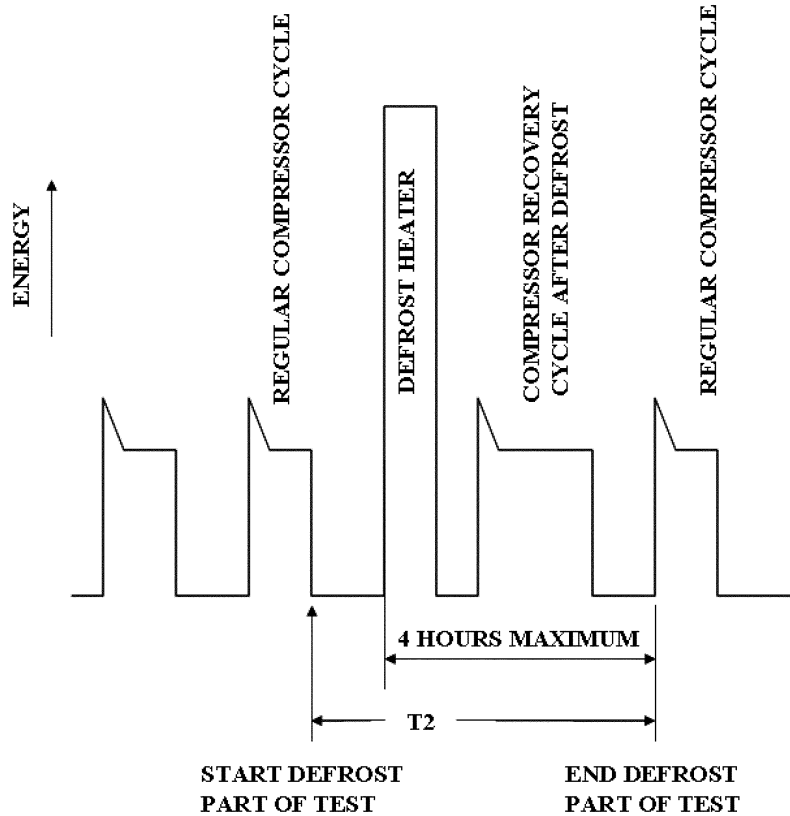 ENERGY
REGULAR COMPRESSOR CYCLE
DEFROST HEATER
COMPRESSOR RECOVERY
CYCLE AFTER DEFROST
REGULAR COMPRESSOR CYCLE
4 HOURS MAXIMUM
T2
START DEFROST
PART OF TEST
END DEFROST
PART OF TEST